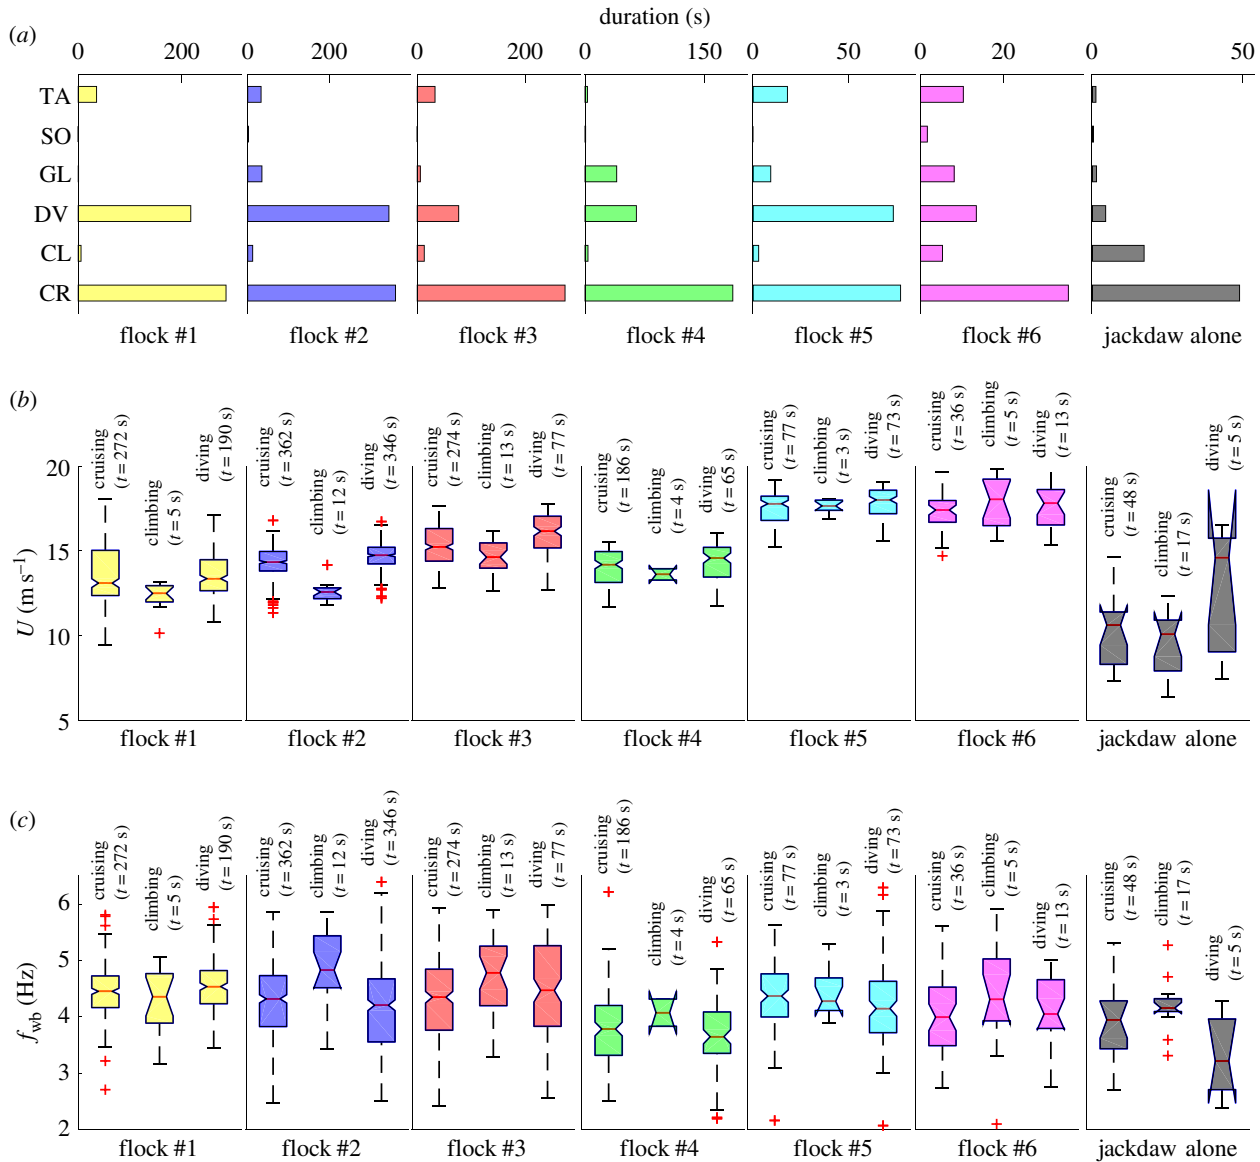 duration (s)
(a)
0 200 0 200 0 200 0 150 0 50 0 20 0 50
TA
SO
GL
DV
CL
CR
flock #1 flock #2 flock #3 flock #4 flock #5 flock #6 jackdaw alone
(b)
cruising
(t = 272 s)
climbing
(t = 5 s)
diving
(t = 190 s)
cruising
(t = 362 s)
climbing
(t = 12 s)
diving
(t = 346 s)
cruising
(t = 274 s)
climbing
(t = 13 s)
diving
(t = 77 s)
cruising
(t = 186 s)
climbing
(t = 4 s)
diving
(t = 65 s)
cruising
(t = 77 s)
climbing
(t = 3 s)
diving
(t = 73 s)
cruising
(t = 36 s)
climbing
(t = 5 s)
diving
(t = 13 s)
cruising
(t = 48 s)
climbing
(t = 17 s)
diving
(t = 5 s)
20
15
10
5
U (m s⁻¹)
flock #1 flock #2 flock #3 flock #4 flock #5 flock #6 jackdaw alone
(c)
cruising
(t = 272 s)
climbing
(t = 5 s)
diving
(t = 190 s)
cruising
(t = 362 s)
climbing
(t = 12 s)
diving
(t = 346 s)
cruising
(t = 274 s)
climbing
(t = 13 s)
diving
(t = 77 s)
cruising
(t = 186 s)
climbing
(t = 4 s)
diving
(t = 65 s)
cruising
(t = 77 s)
climbing
(t = 3 s)
diving
(t = 73 s)
cruising
(t = 36 s)
climbing
(t = 5 s)
diving
(t = 13 s)
cruising
(t = 48 s)
climbing
(t = 17 s)
diving
(t = 5 s)
6
5
4
3
2
f_wb (Hz)
flock #1 flock #2 flock #3 flock #4 flock #5 flock #6 jackdaw alone